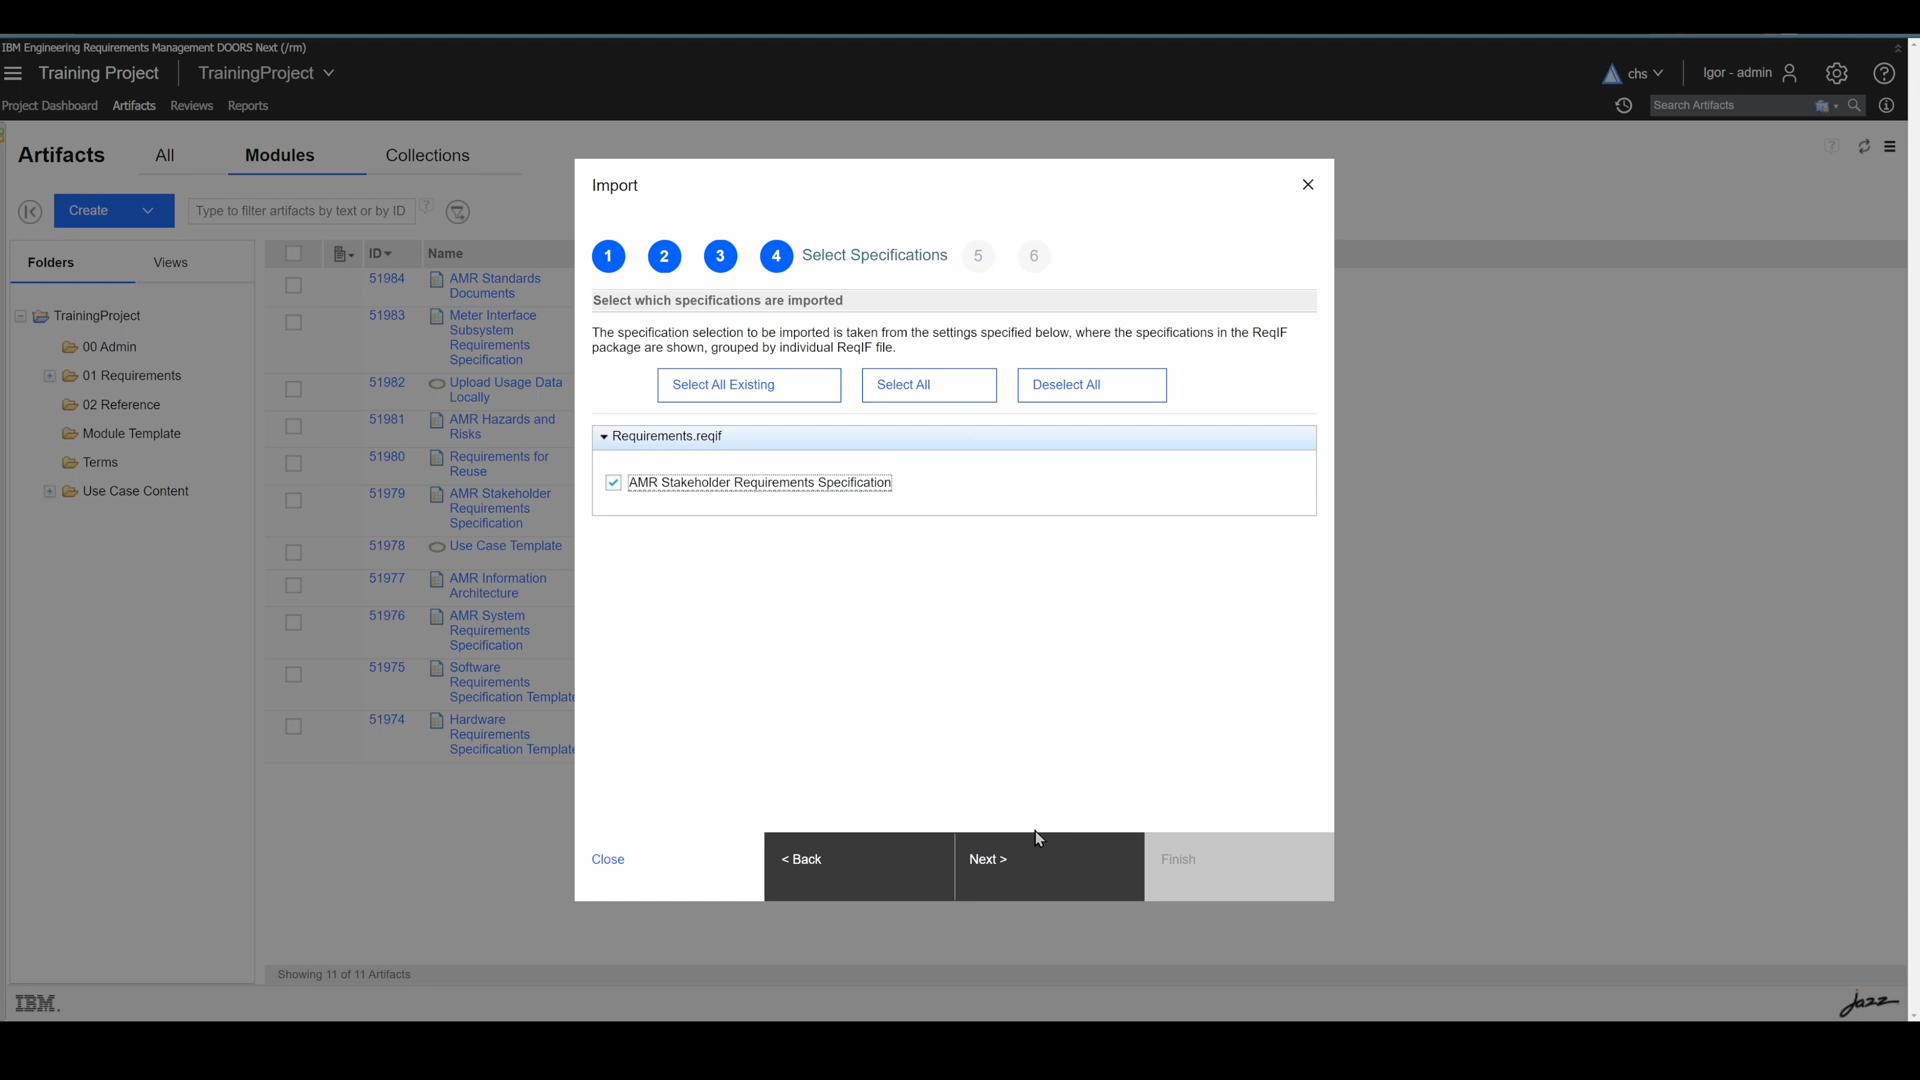 IBM Engineering Requirements Management DOORS Next (/rm)
Training Project
TrainingProject
chs
Igor - admin
Project Dashboard
Artifacts
Reviews
Reports
Search Artifacts
Artifacts
All
Modules
Collections
Create
Type to filter artifacts by text or by ID
Folders
Views
TrainingProject
00 Admin
01 Requirements
02 Reference
Module Template
Terms
Use Case Content
ID
Name
51984
AMR Standards
Documents
51983
Meter Interface
Subsystem
Requirements
Specification
51982
Upload Usage Data
Locally
51981
AMR Hazards and
Risks
51980
Requirements for
Reuse
51979
AMR Stakeholder
Requirements
Specification
51978
Use Case Template
51977
AMR Information
Architecture
51976
AMR System
Requirements
Specification
51975
Software
Requirements
Specification Template
51974
Hardware
Requirements
Specification Template
Showing 11 of 11 Artifacts
Import
1
2
3
4
Select Specifications
5
6
Select which specifications are imported
The specification selection to be imported is taken from the settings specified below, where the specifications in the ReqIF
package are shown, grouped by individual ReqIF file.
Select All Existing
Select All
Deselect All
Requirements.reqif
AMR Stakeholder Requirements Specification
Close
< Back
Next >
Finish
IBM.
jazz